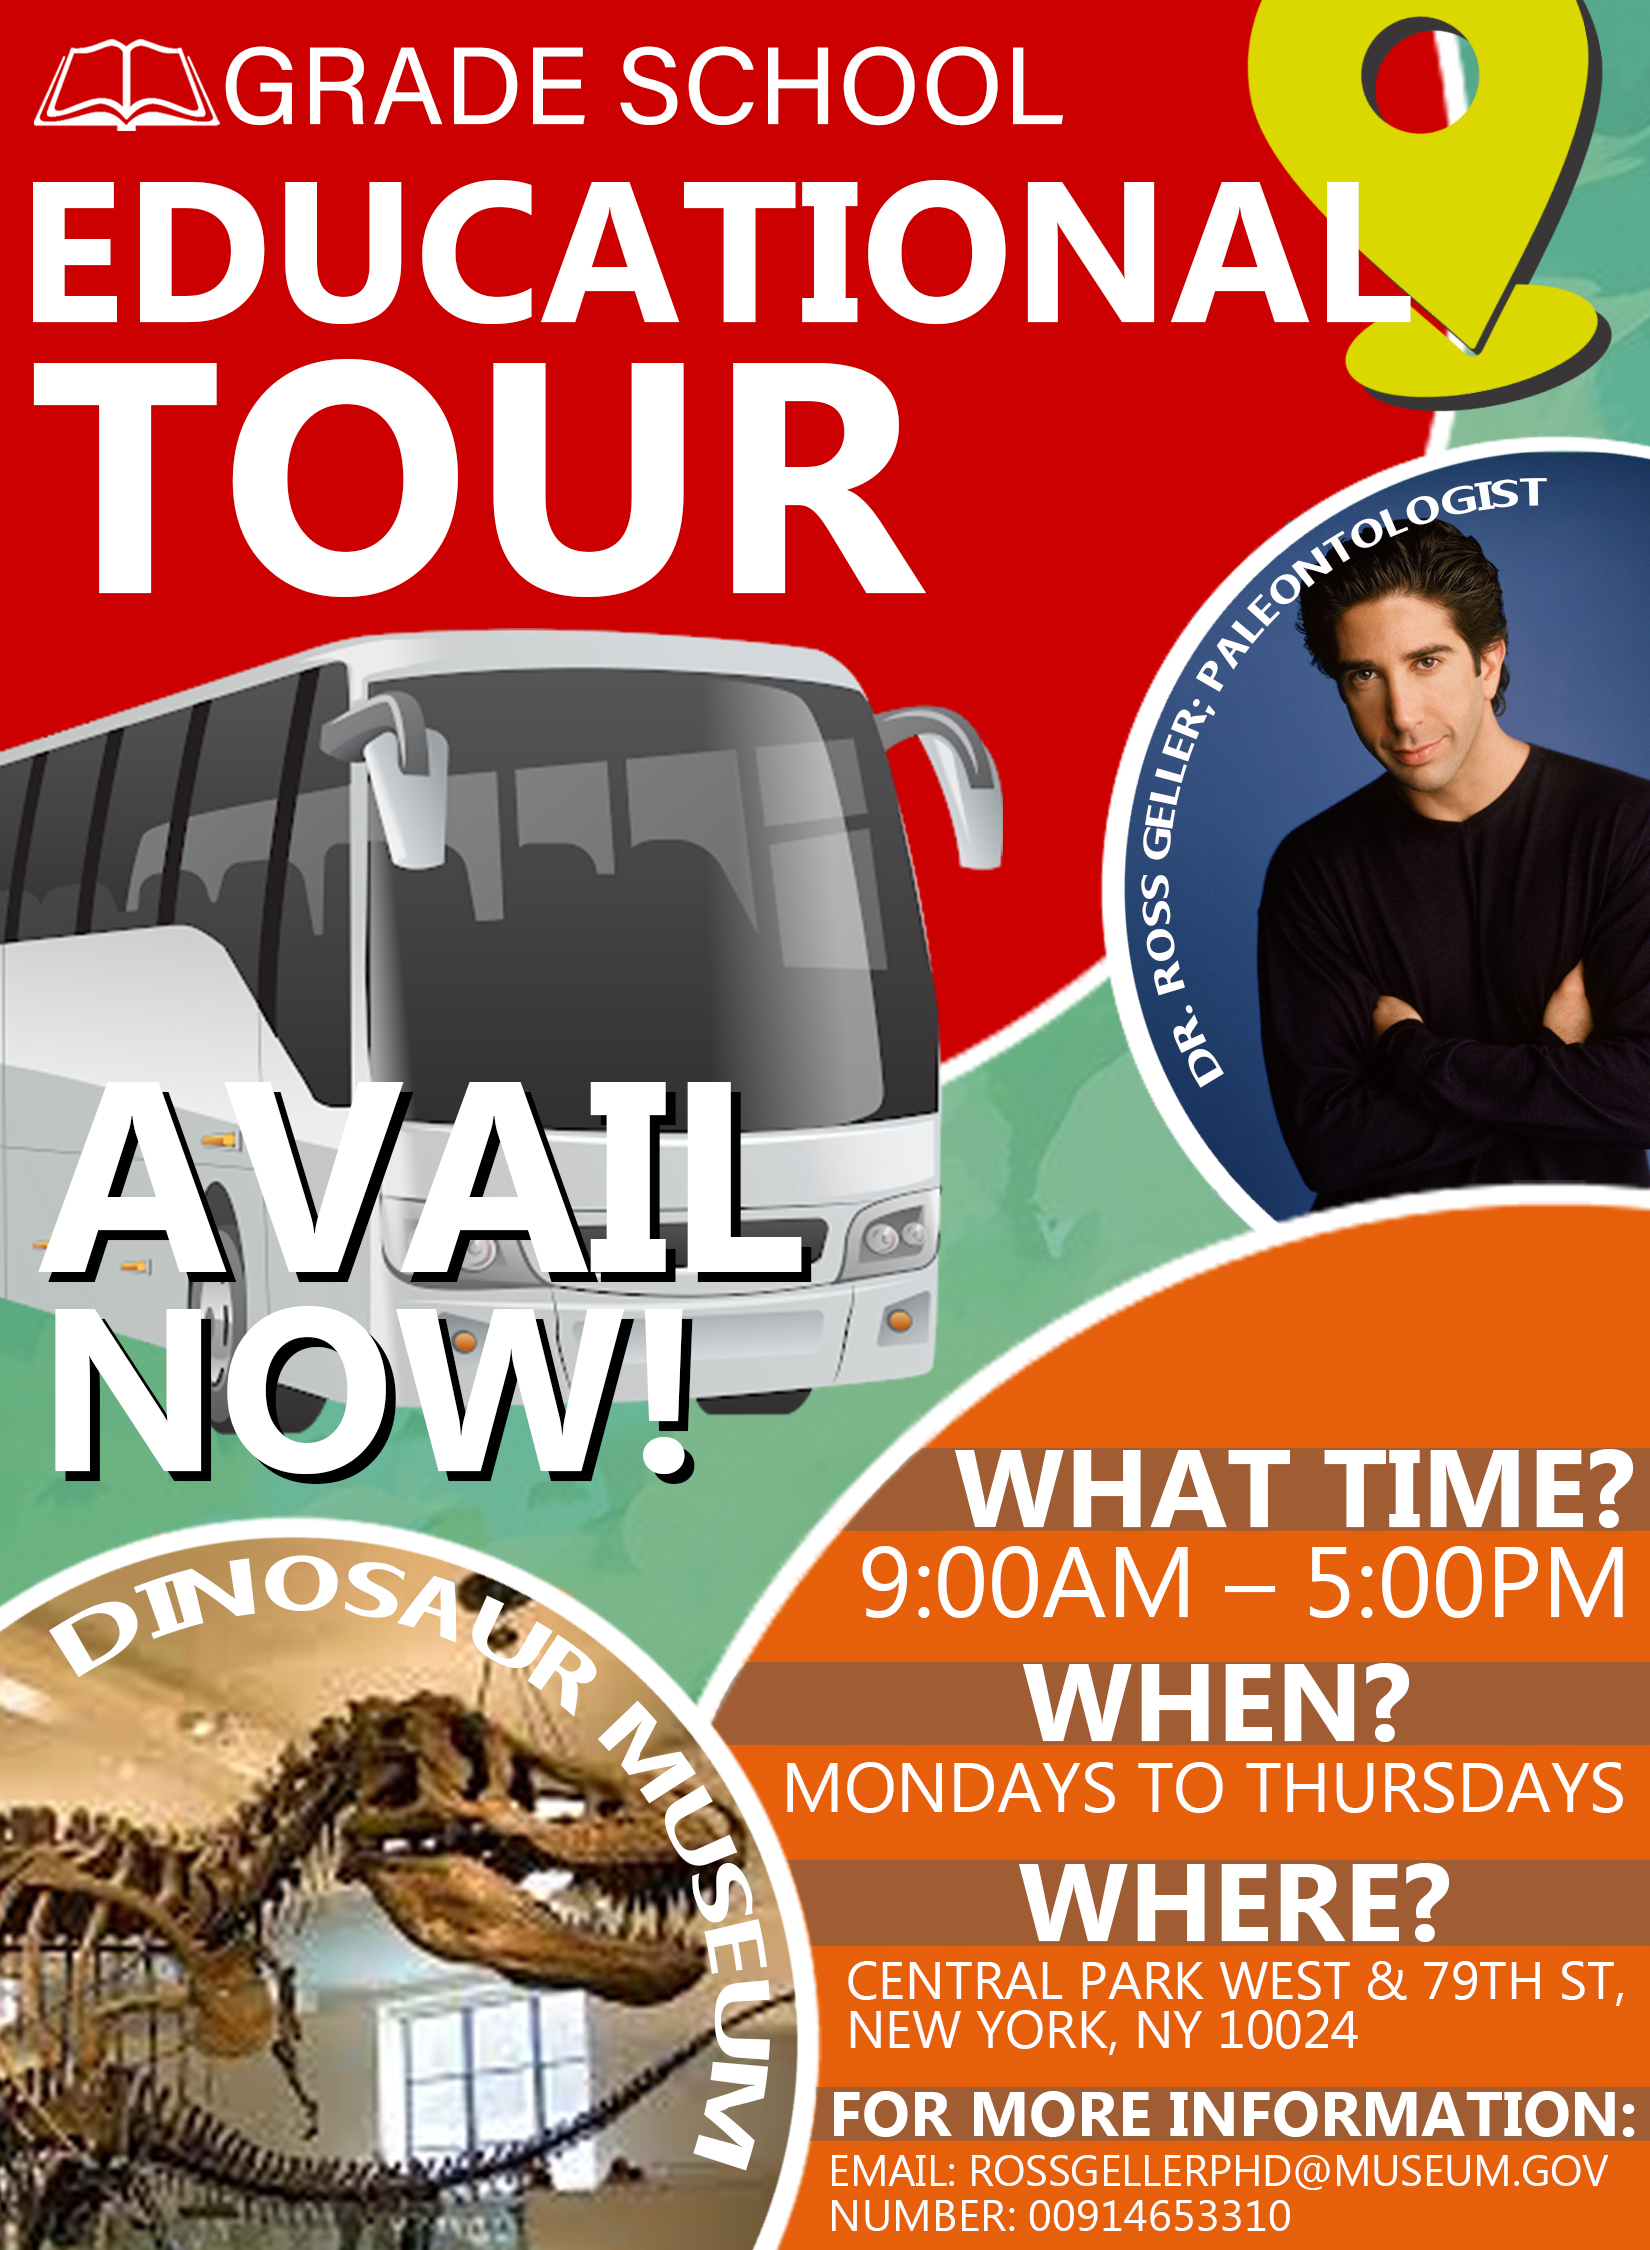 GRADE SCHOOL
EDUCATIONAL
TOUR
DR. ROSS GELLER; PALEONTOLOGIST
AVAIL
NOW!
DINOSAUR MUSEUM
WHAT TIME?
9:00AM – 5:00PM
WHEN?
MONDAYS TO THURSDAYS
WHERE?
CENTRAL PARK WEST & 79TH ST,
NEW YORK, NY 10024
FOR MORE INFORMATION:
EMAIL: ROSSGELLERPHD@MUSEUM.GOV
NUMBER: 00914653310